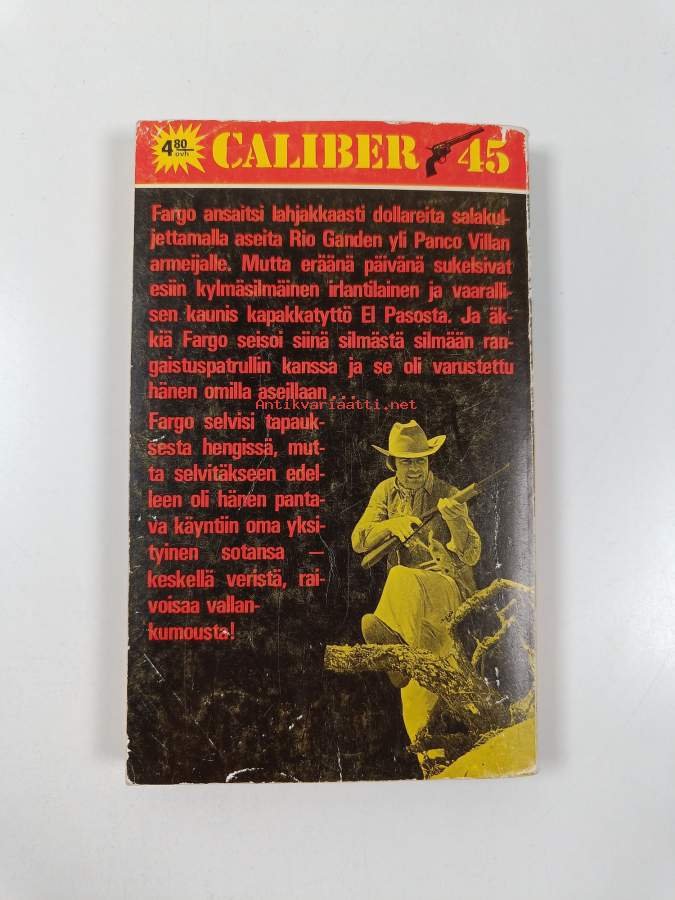 4 80
ovh
CALIBER 45
Fargo ansaitsi lahjakkaasti dollareita salakul-
jettamalla aseita Rio Ganden yli Panco Villan
armeijalle. Mutta eräänä päivänä sukelsivat
esiin kylmäsilmäinen irlantilainen ja vaaralli-
sen kaunis kapakkatyttö El Pasosta. Ja äk-
kiä Fargo seisoi siinä silmästä silmään ran-
gaistuspatrullin kanssa ja se oli varustettu
hänen omilla aseillaan . . .
Antikvariaatti.net
Fargo selvisi tapauk-
sesta hengissä, mut-
ta selvitäkseen edel-
leen oli hänen panta-
va käyntiin oma yksi-
tyinen sotansa —
keskellä veristä, rai-
voisaa vallan-
kumousta!